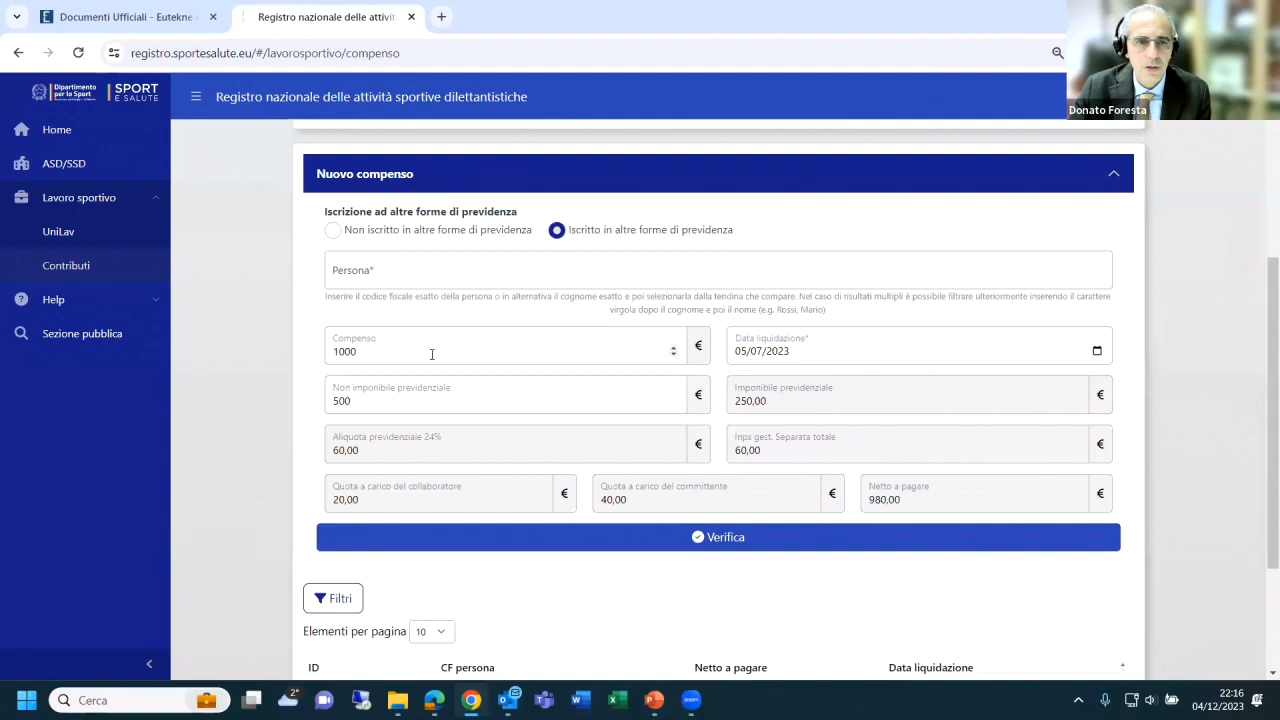 Documenti Ufficiali - Eutekne
Registro nazionale delle attivit
registro.sportesalute.eu/#/lavorosportivo/compenso
Donato Foresta
Dipartimento
per lo Sport
SPORT
E SALUTE
Registro nazionale delle attività sportive dilettantistiche
Home
ASD/SSD
Lavoro sportivo
UniLav
Contributi
Help
Sezione pubblica
Nuovo compenso
Iscrizione ad altre forme di previdenza
Non iscritto in altre forme di previdenza
Iscritto in altre forme di previdenza
Persona*
Inserire il codice fiscale esatto della persona o in alternativa il cognome esatto e poi selezionarla dalla tendina che compare. Nel caso di risultati multipli è possibile filtrare ulteriormente inserendo il carattere
virgola dopo il cognome e poi il nome (e.g. Rossi, Mario)
Compenso
1000 €
Data liquidazione*
05/07/2023
Non imponibile previdenziale
500 €
Imponibile previdenziale
250,00 €
Aliquota previdenziale 24%
60,00 €
Inps gest. Separata totale
60,00 €
Quota a carico del collaboratore
20,00 €
Quota a carico del committente
40,00 €
Netto a pagare
980,00 €
Verifica
Filtri
Elementi per pagina 10
ID CF persona Netto a pagare Data liquidazione
Cerca
22:16
04/12/2023